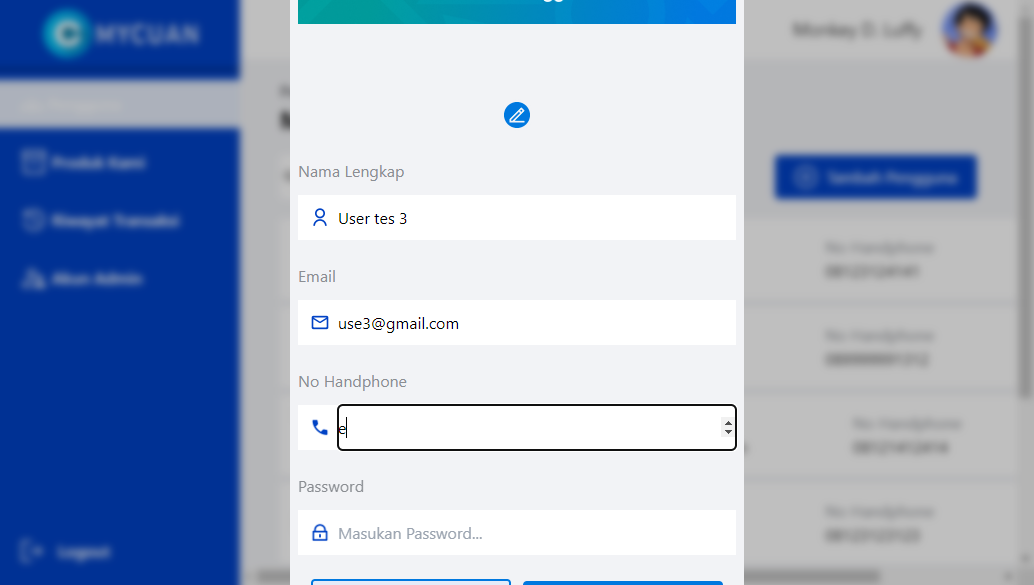 MYCUAN
Monkey D. Luffy
Produk Kami
Riwayat Transaksi
Akun Admin
Logout
Tambah Pengguna
Nama Lengkap
User tes 3
Email
use3@gmail.com
No Handphone
e
Password
Masukan Password...
No Handphone
No Handphone
No Handphone
No Handphone